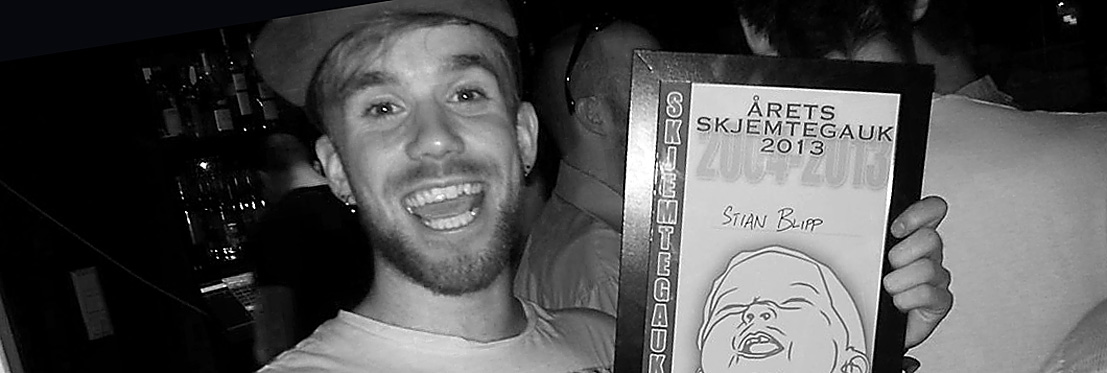 ÅRETS
SKJEMTEGAUK
2013
2004-2013
STIAN BLIPP
SKJEMTEGAUK